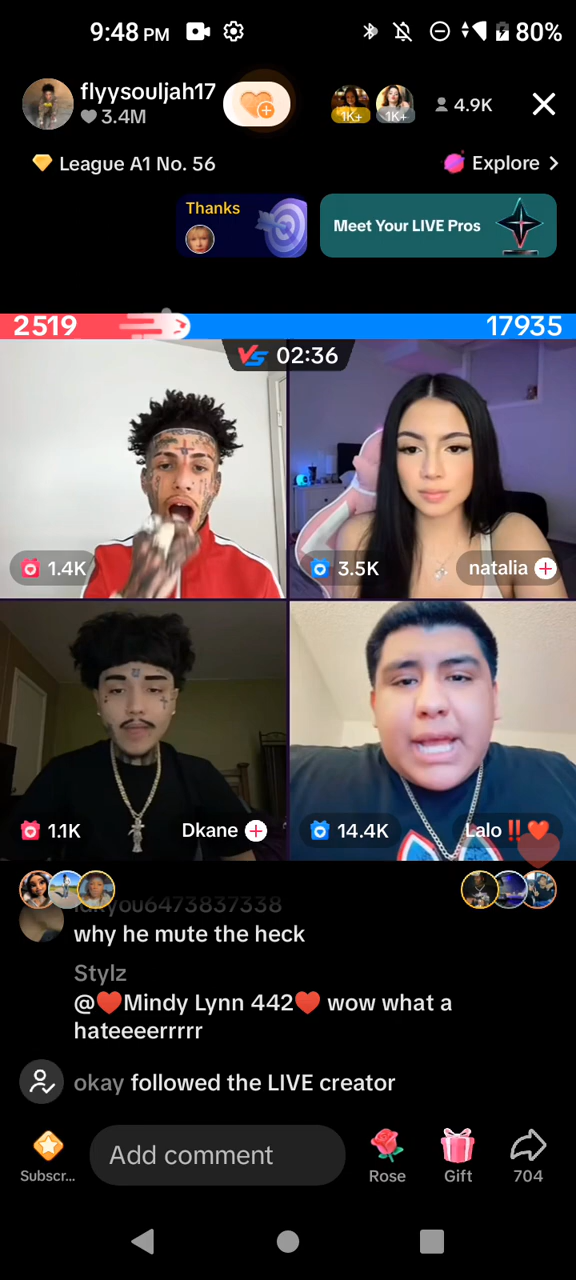 9:48 PM
80%
flyysouljah17
3.4M
1K+
1K+
4.9K
League A1 No. 56
Explore
Thanks
Meet Your LIVE Pros
2519
17935
VS 02:36
1.4K
3.5K
natalia
1.1K
Dkane
14.4K
Lalo ‼️❤️
why he mute the heck
Stylz
@♥️Mindy Lynn 442♥️ wow what a
hateeeerrrrr
okay followed the LIVE creator
Subscr...
Add comment
Rose
Gift
704